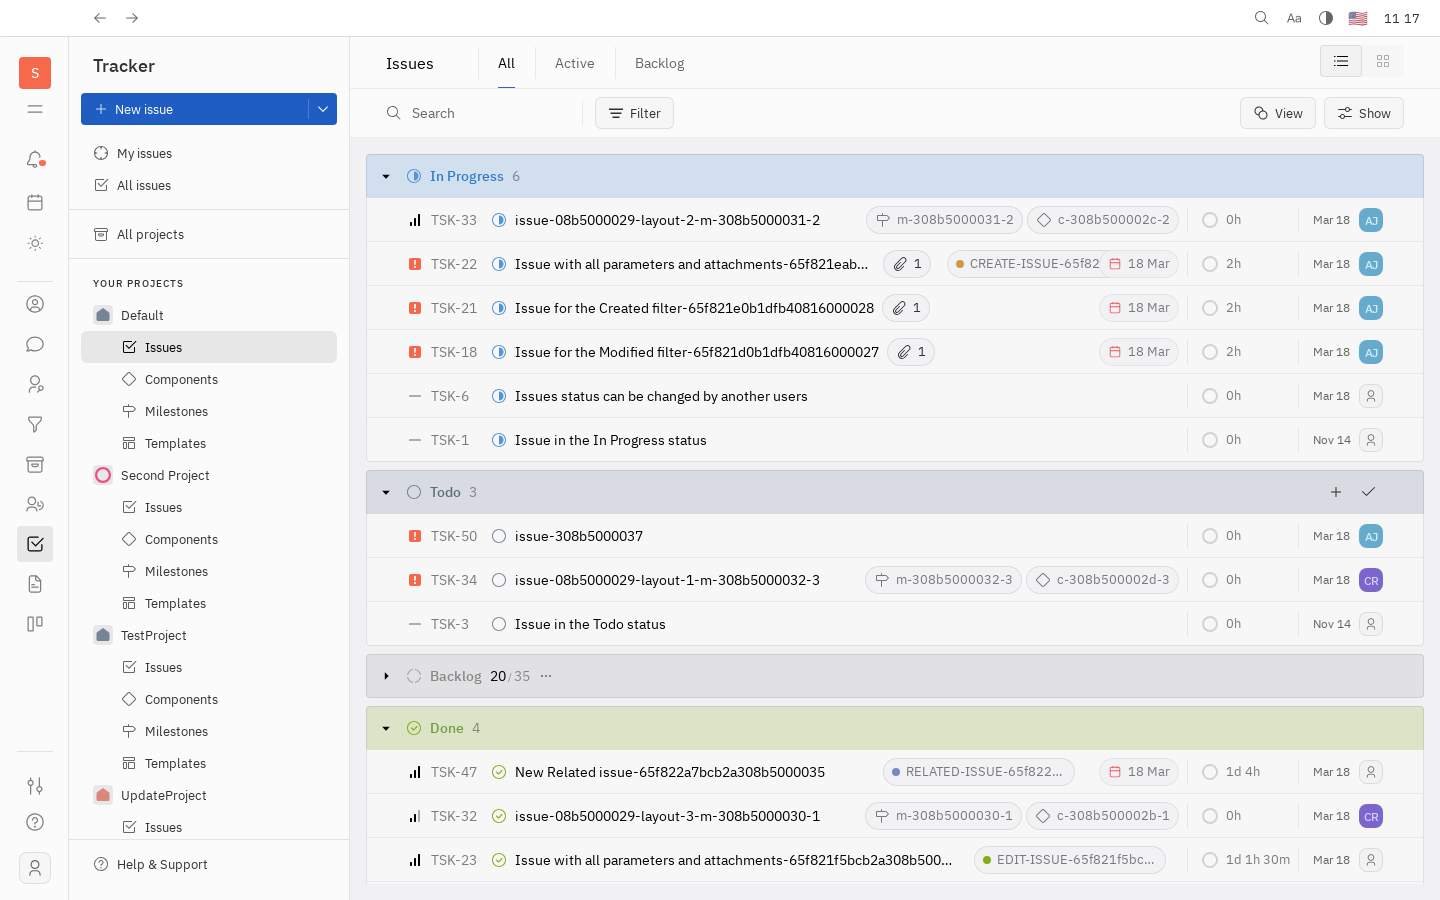 Aa
11 17
S
Tracker
New issue
My issues
All issues
All projects
YOUR PROJECTS
Default
Issues
Components
Milestones
Templates
Second Project
Issues
Components
Milestones
Templates
TestProject
Issues
Components
Milestones
Templates
UpdateProject
Issues
Help & Support
Issues
All
Active
Backlog
Search
Filter
View
Show
In Progress 6
TSK-33 issue-08b5000029-layout-2-m-308b5000031-2 m-308b5000031-2 c-308b500002c-2 0h Mar 18 AJ
TSK-22 Issue with all parameters and attachments-65f821eab... 1 CREATE-ISSUE-65f82 18 Mar 2h Mar 18 AJ
TSK-21 Issue for the Created filter-65f821e0b1dfb40816000028 1 18 Mar 2h Mar 18 AJ
TSK-18 Issue for the Modified filter-65f821d0b1dfb40816000027 1 18 Mar 2h Mar 18 AJ
TSK-6 Issues status can be changed by another users 0h Mar 18
TSK-1 Issue in the In Progress status 0h Nov 14
Todo 3
TSK-50 issue-308b5000037 0h Mar 18 AJ
TSK-34 issue-08b5000029-layout-1-m-308b5000032-3 m-308b5000032-3 c-308b500002d-3 0h Mar 18 CR
TSK-3 Issue in the Todo status 0h Nov 14
Backlog 20 / 35 ...
Done 4
TSK-47 New Related issue-65f822a7bcb2a308b5000035 RELATED-ISSUE-65f822... 18 Mar 1d 4h Mar 18
TSK-32 issue-08b5000029-layout-3-m-308b5000030-1 m-308b5000030-1 c-308b500002b-1 0h Mar 18 CR
TSK-23 Issue with all parameters and attachments-65f821f5bcb2a308b500... EDIT-ISSUE-65f821f5bc... 1d 1h 30m Mar 18